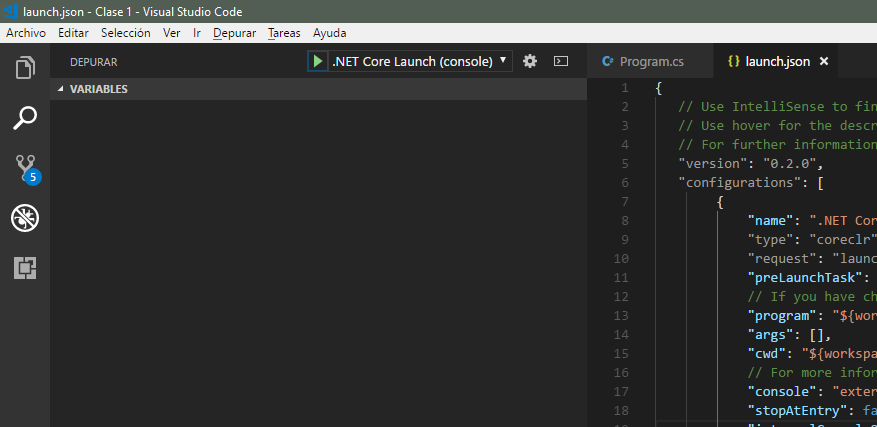 launch.json - Clase 1 - Visual Studio Code
Archivo Editar Selección Ver Ir Depurar Tareas Ayuda
DEPURAR .NET Core Launch (console)
VARIABLES
5
Program.cs {} launch.json
1 {
2 // Use IntelliSense to fin
3 // Use hover for the descr
4 // For further information
5 "version": "0.2.0",
6 "configurations": [
7 {
8 "name": ".NET Cor
9 "type": "coreclr"
10 "request": "launc
11 "preLaunchTask":
12 // If you have ch
13 "program": "${wor
14 "args": [],
15 "cwd": "${workspa
16 // For more infor
17 "console": "exter
18 "stopAtEntry": fa